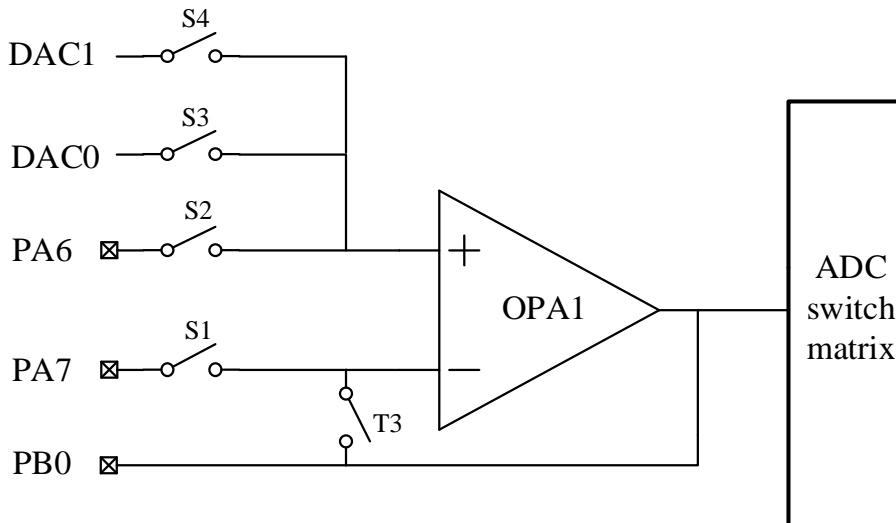 S4
DAC1
S3
DAC0
S2
PA6
+
OPA1
ADC
switch
matrix
S1
PA7
−
T3
PB0